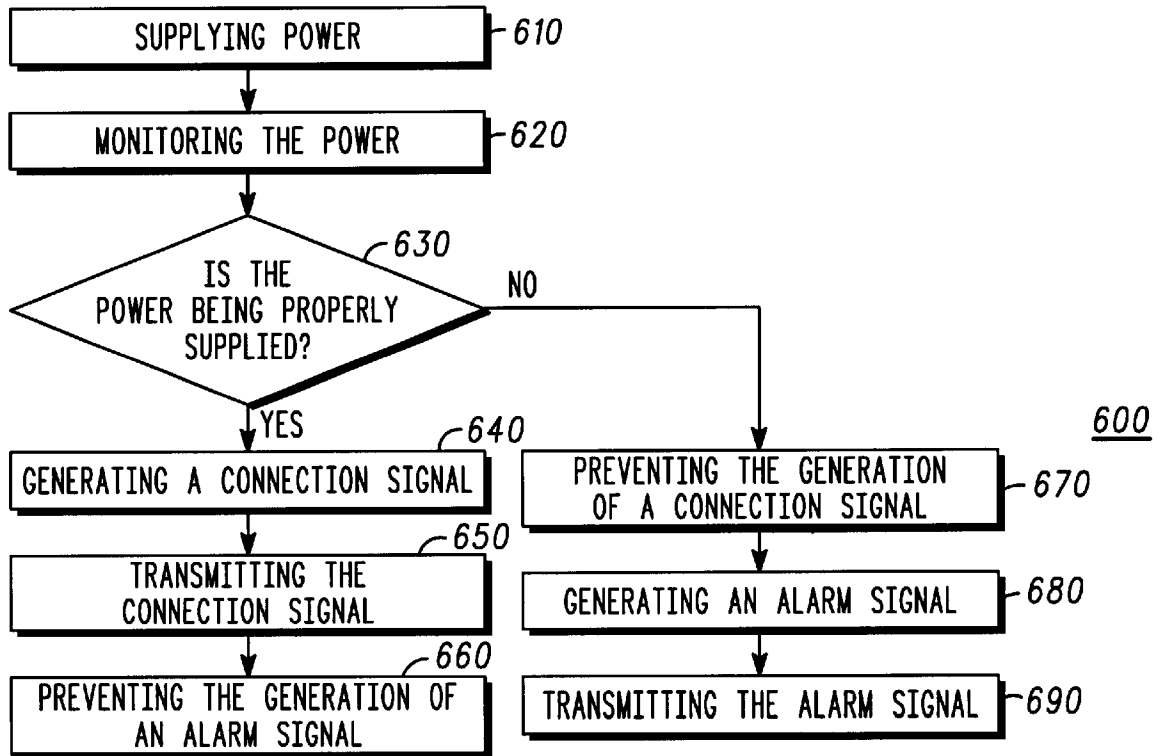 SUPPLYING POWER
610
MONITORING THE POWER
620
630
IS THE
POWER BEING PROPERLY
SUPPLIED?
NO
YES
600
640
GENERATING A CONNECTION SIGNAL
650
TRANSMITTING THE
CONNECTION SIGNAL
660
PREVENTING THE GENERATION OF
AN ALARM SIGNAL
PREVENTING THE GENERATION
OF A CONNECTION SIGNAL
670
GENERATING AN ALARM SIGNAL
680
TRANSMITTING THE ALARM SIGNAL
690